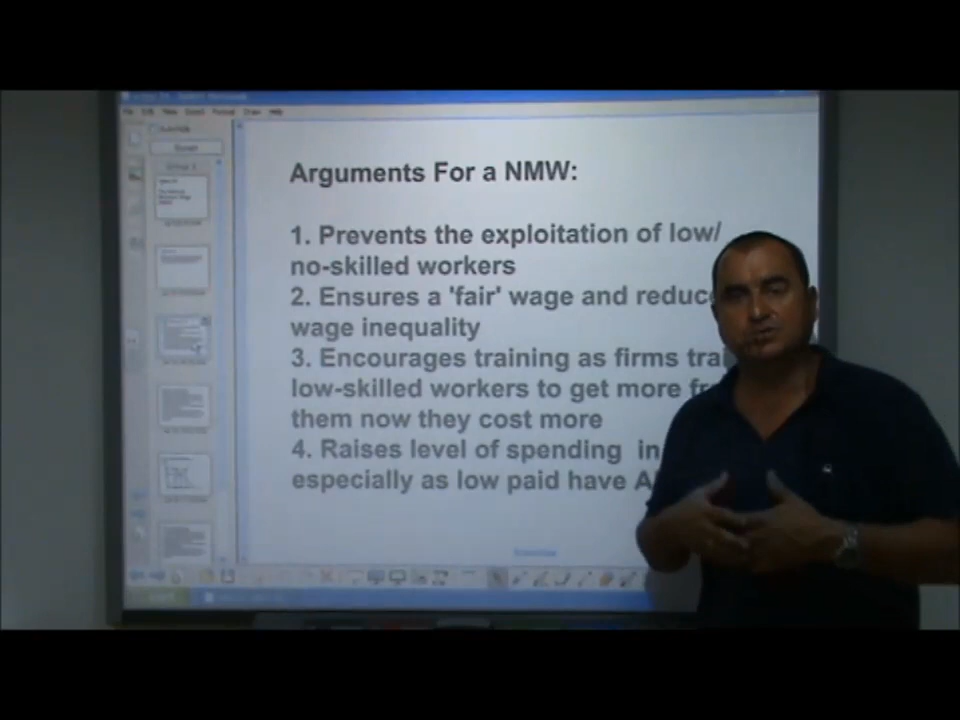 Arguments For a NMW:
1. Prevents the exploitation of low/
no-skilled workers
2. Ensures a 'fair' wage and reduc
wage inequality
3. Encourages training as firms trai
low-skilled workers to get more fr
them now they cost more
4. Raises level of spending in
especially as low paid have A